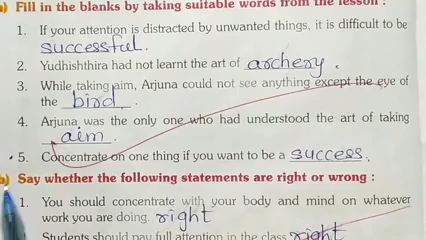 a) Fill in the blanks by taking suitable words from the lesson :
1. If your attention is distracted by unwanted things, it is difficult to be
successful.
2. Yudhishthira had not learnt the art of archery.
3. While taking aim, Arjuna could not see anything except the eye of
the bird.
4. Arjuna was the only one who had understood the art of taking
aim.
5. Concentrate on one thing if you want to be a success.
b) Say whether the following statements are right or wrong :
1. You should concentrate with your body and mind on whatever
work you are doing. right
Students should pay full attention in the class right